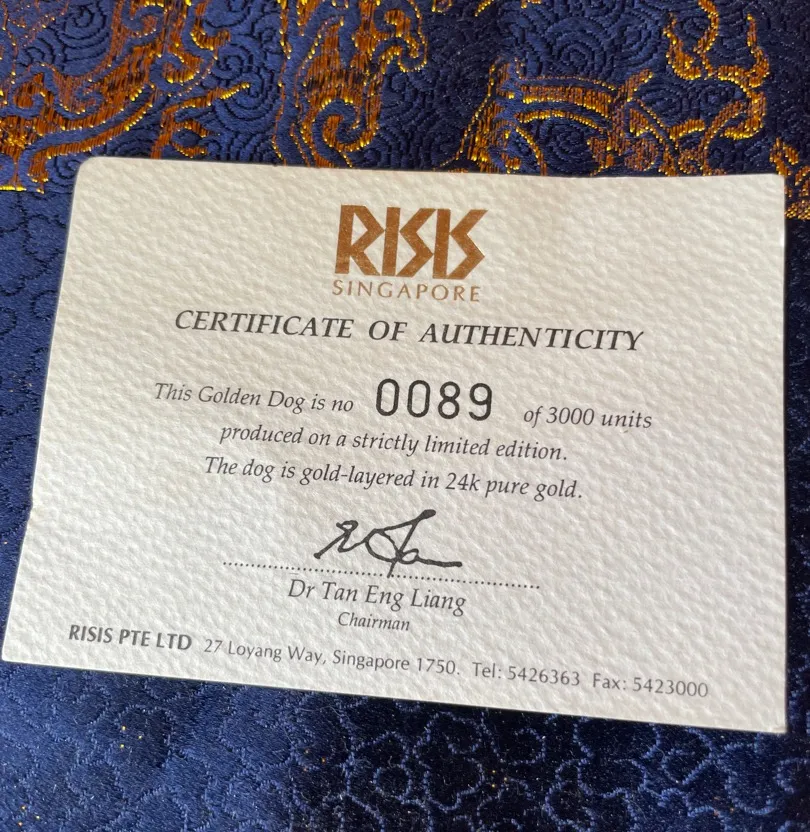 RISIS
SINGAPORE
CERTIFICATE OF AUTHENTICITY
This Golden Dog is no 0089 of 3000 units
produced on a strictly limited edition.
The dog is gold-layered in 24k pure gold.
Dr Tan Eng Liang
Chairman
RISIS PTE LTD 27 Loyang Way, Singapore 1750. Tel: 5426363 Fax: 5423000